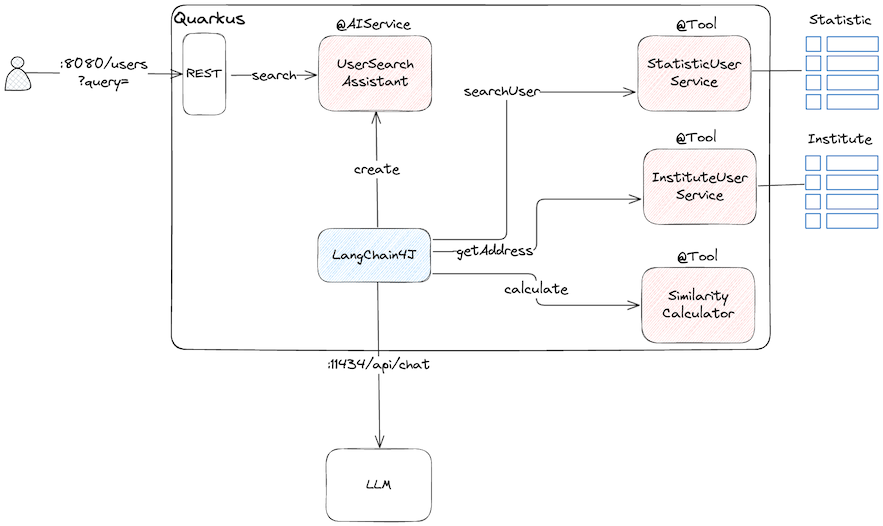 Quarkus
@AIService
@Tool
Statistic
:8080/users
?query=
REST
search
UserSearch
Assistant
searchUser
StatisticUser
Service
@Tool
Institute
create
InstituteUser
Service
LangChain4J
getAddress
@Tool
calculate
Similarity
Calculator
:11434/api/chat
LLM